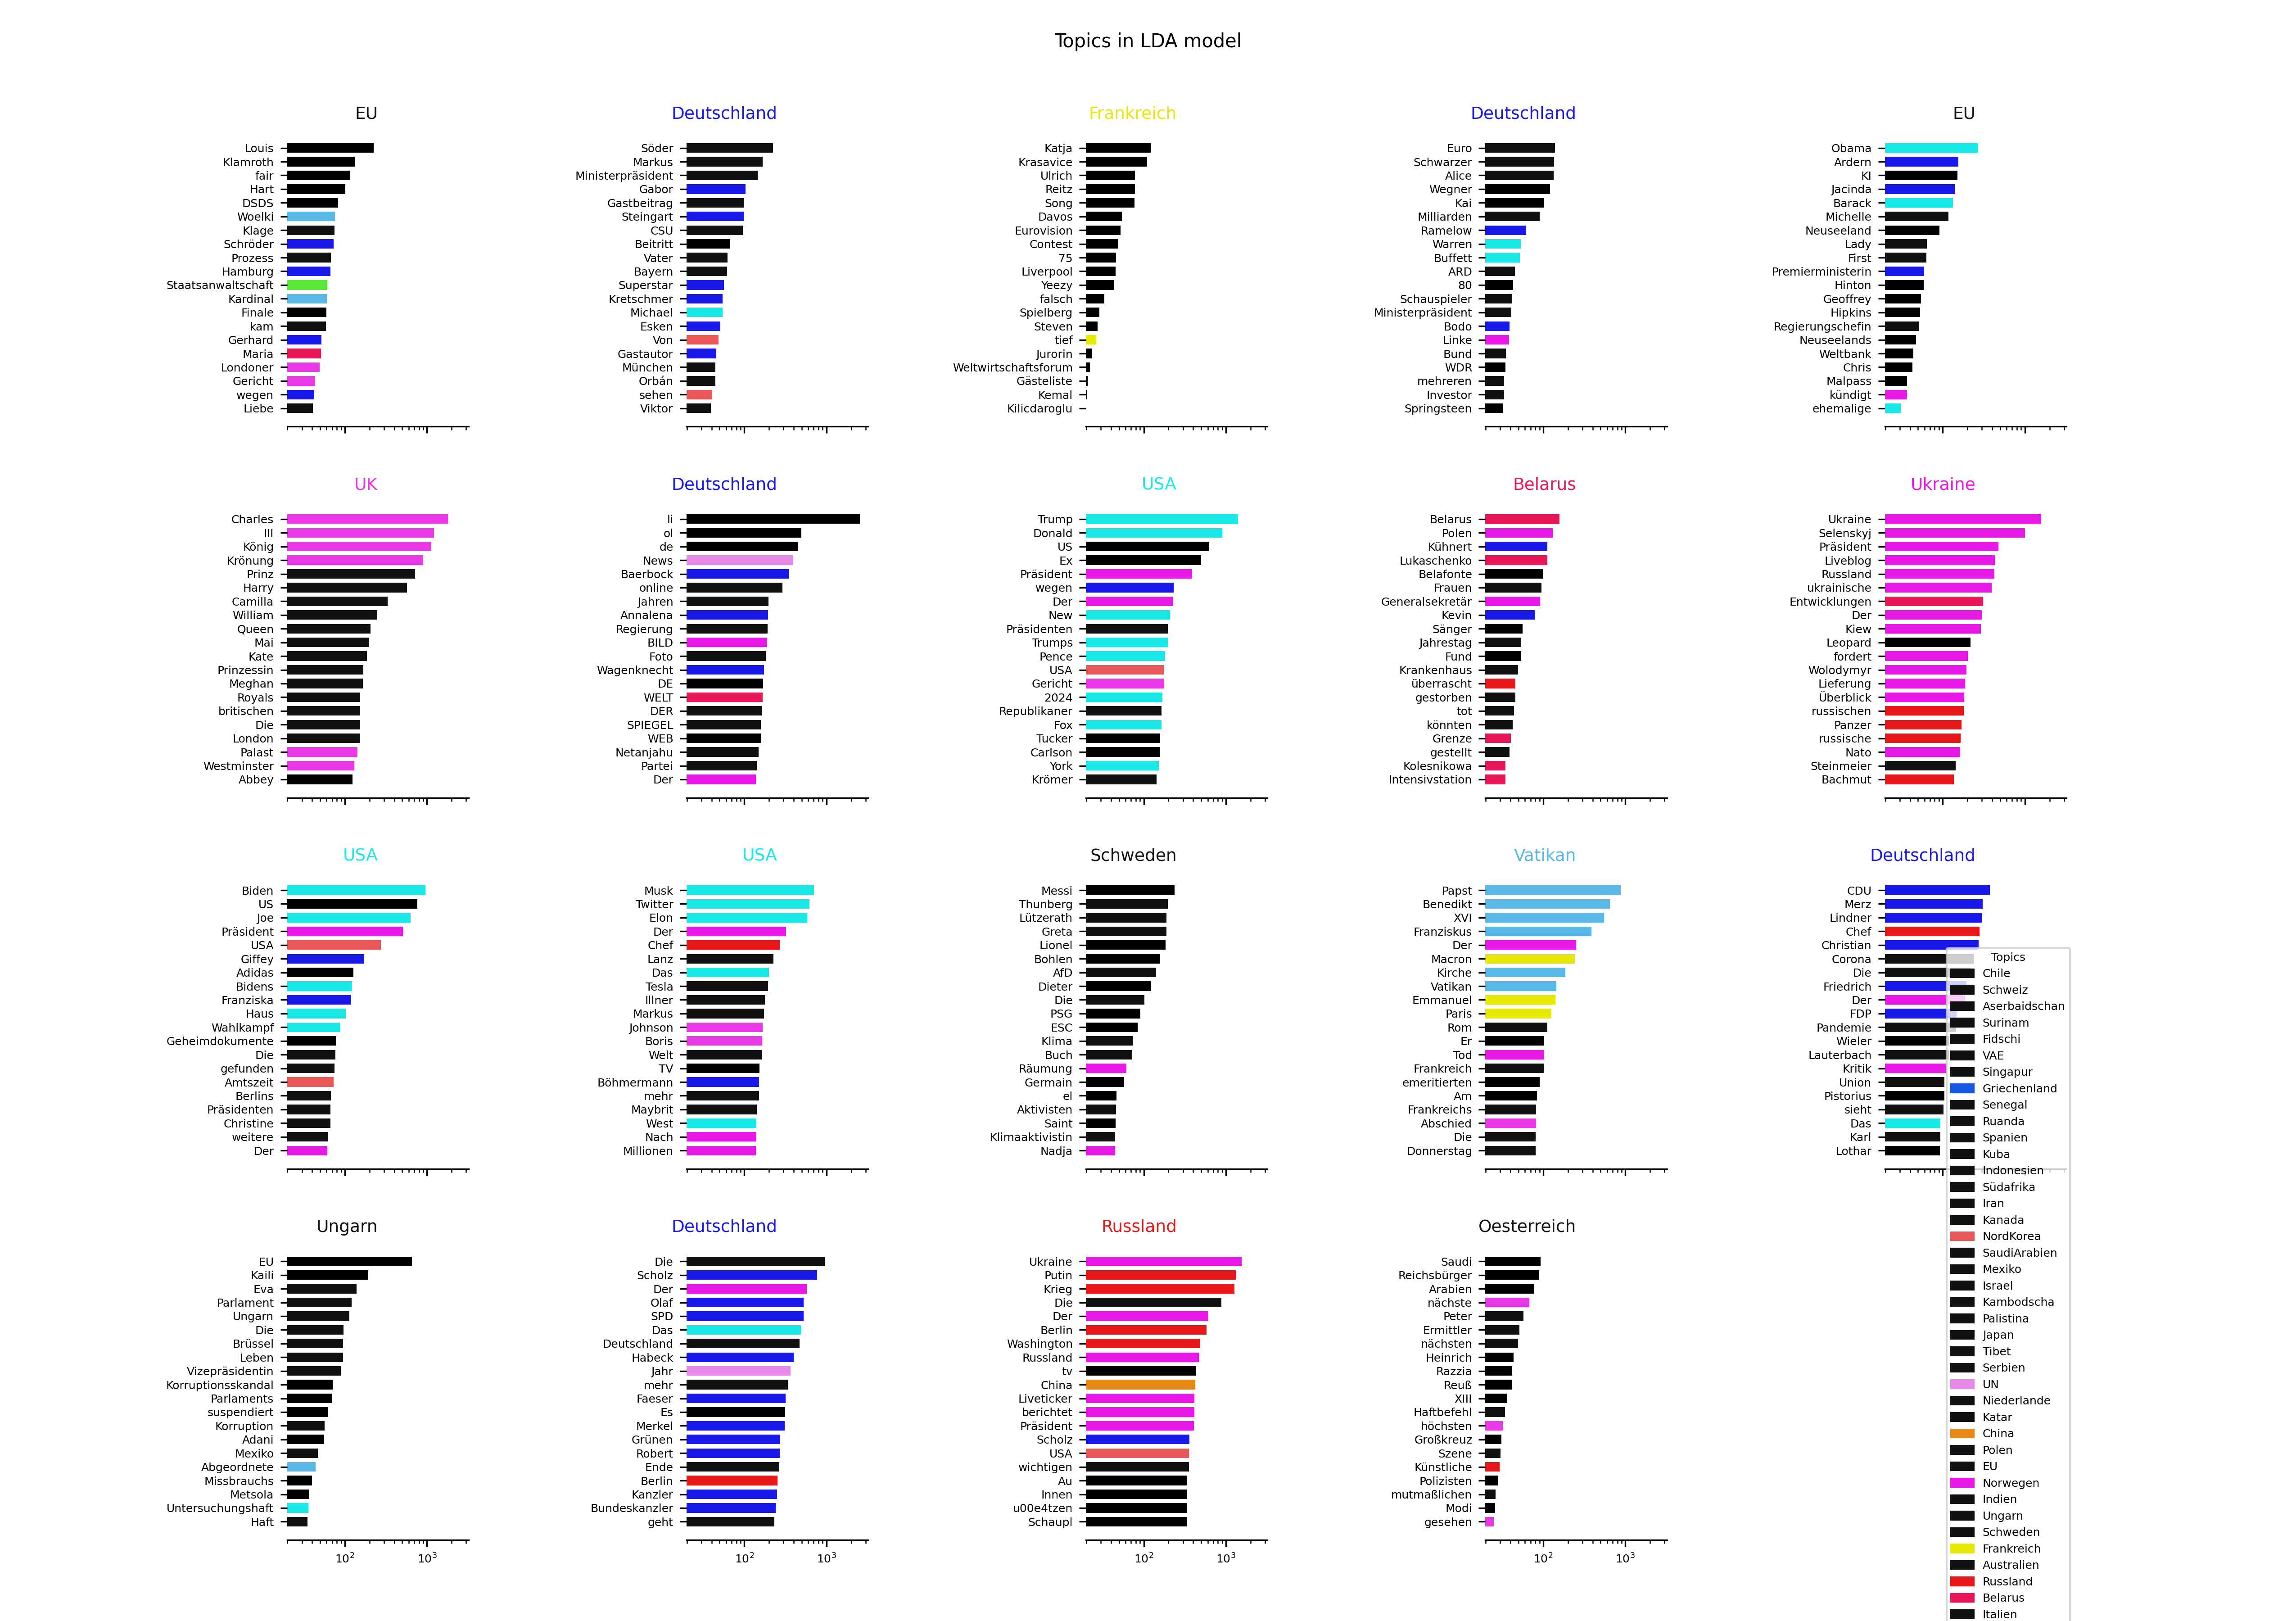 Topics in LDA model
EU
Louis
Klamroth
fair
Hart
DSDS
Woelki
Klage
Schröder
Prozess
Hamburg
Staatsanwaltschaft
Kardinal
Finale
kam
Gerhard
Maria
Londoner
Gericht
wegen
Liebe
Deutschland
Söder
Markus
Ministerpräsident
Gabor
Gastbeitrag
Steingart
CSU
Beitritt
Vater
Bayern
Superstar
Kretschmer
Michael
Esken
Von
Gastautor
München
Orbán
sehen
Viktor
Frankreich
Katja
Krasavice
Ulrich
Reitz
Song
Davos
Eurovision
Contest
75
Liverpool
Yeezy
falsch
Spielberg
Steven
tief
Jurorin
Weltwirtschaftsforum
Gästeliste
Kemal
Kilicdaroglu
Deutschland
Euro
Schwarzer
Alice
Wegner
Kai
Milliarden
Ramelow
Warren
Buffett
ARD
80
Schauspieler
Ministerpräsident
Bodo
Linke
Bund
WDR
mehreren
Investor
Springsteen
EU
Obama
Ardern
KI
Jacinda
Barack
Michelle
Neuseeland
Lady
First
Premierministerin
Hinton
Geoffrey
Hipkins
Regierungschefin
Neuseelands
Weltbank
Chris
Malpass
kündigt
ehemalige
UK
Charles
III
König
Krönung
Prinz
Harry
Camilla
William
Queen
Mai
Kate
Prinzessin
Meghan
Royals
britischen
Die
London
Palast
Westminster
Abbey
Deutschland
li
ol
de
News
Baerbock
online
Jahren
Annalena
Regierung
BILD
Foto
Wagenknecht
DE
WELT
DER
SPIEGEL
WEB
Netanjahu
Partei
Der
USA
Trump
Donald
US
Ex
Präsident
wegen
Der
New
Präsidenten
Trumps
Pence
USA
Gericht
2024
Republikaner
Fox
Tucker
Carlson
York
Krömer
Belarus
Belarus
Polen
Kühnert
Lukaschenko
Belafonte
Frauen
Generalsekretär
Kevin
Sänger
Jahrestag
Fund
Krankenhaus
überrascht
gestorben
tot
könnten
Grenze
gestellt
Kolesnikowa
Intensivstation
Ukraine
Ukraine
Selenskyj
Präsident
Liveblog
Russland
ukrainische
Entwicklungen
Der
Kiew
Leopard
fordert
Wolodymyr
Lieferung
Überblick
russischen
Panzer
russische
Nato
Steinmeier
Bachmut
USA
Biden
US
Joe
Präsident
USA
Giffey
Adidas
Bidens
Franziska
Haus
Wahlkampf
Geheimdokumente
Die
gefunden
Amtszeit
Berlins
Präsidenten
Christine
weitere
Der
USA
Musk
Twitter
Elon
Der
Chef
Lanz
Das
Tesla
Illner
Markus
Johnson
Boris
Welt
TV
Böhmermann
mehr
Maybrit
West
Nach
Millionen
Schweden
Messi
Thunberg
Lützerath
Greta
Lionel
Bohlen
AfD
Dieter
Die
PSG
ESC
Klima
Buch
Räumung
Germain
el
Aktivisten
Saint
Klimaaktivistin
Nadja
Vatikan
Papst
Benedikt
XVI
Franziskus
Der
Macron
Kirche
Vatikan
Emmanuel
Paris
Rom
Er
Tod
Frankreich
emeritierten
Am
Frankreichs
Abschied
Die
Donnerstag
Deutschland
CDU
Merz
Lindner
Chef
Christian
Corona
Die
Friedrich
Der
FDP
Pandemie
Wieler
Lauterbach
Kritik
Union
Pistorius
sieht
Das
Karl
Lothar
Ungarn
EU
Kaili
Eva
Parlament
Ungarn
Die
Brüssel
Leben
Vizepräsidentin
Korruptionsskandal
Parlaments
suspendiert
Korruption
Adani
Mexiko
Abgeordnete
Missbrauchs
Metsola
Untersuchungshaft
Haft
10² 10³
Deutschland
Die
Scholz
Der
Olaf
SPD
Das
Deutschland
Habeck
Jahr
mehr
Faeser
Es
Merkel
Grünen
Robert
Ende
Berlin
Kanzler
Bundeskanzler
geht
10² 10³
Russland
Ukraine
Putin
Krieg
Die
Der
Berlin
Washington
Russland
tv
China
Liveticker
berichtet
Präsident
Scholz
USA
wichtigen
Au
Innen
u00e4tzen
Schaupl
10² 10³
Oesterreich
Saudi
Reichsbürger
Arabien
nächste
Peter
Ermittler
nächsten
Heinrich
Razzia
Reuß
XIII
Haftbefehl
höchsten
Großkreuz
Szene
Künstliche
Polizisten
mutmaßlichen
Modi
gesehen
10² 10³
Topics
Chile
Schweiz
Aserbaidschan
Surinam
Fidschi
VAE
Singapur
Griechenland
Senegal
Ruanda
Spanien
Kuba
Indonesien
Südafrika
Iran
Kanada
NordKorea
SaudiArabien
Mexiko
Israel
Kambodscha
Palistina
Japan
Tibet
Serbien
UN
Niederlande
Katar
China
Polen
EU
Norwegen
Indien
Ungarn
Schweden
Frankreich
Australien
Russland
Belarus
Italien